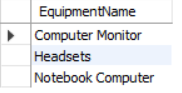 EquipmentName
Computer Monitor
Headsets
Notebook Computer